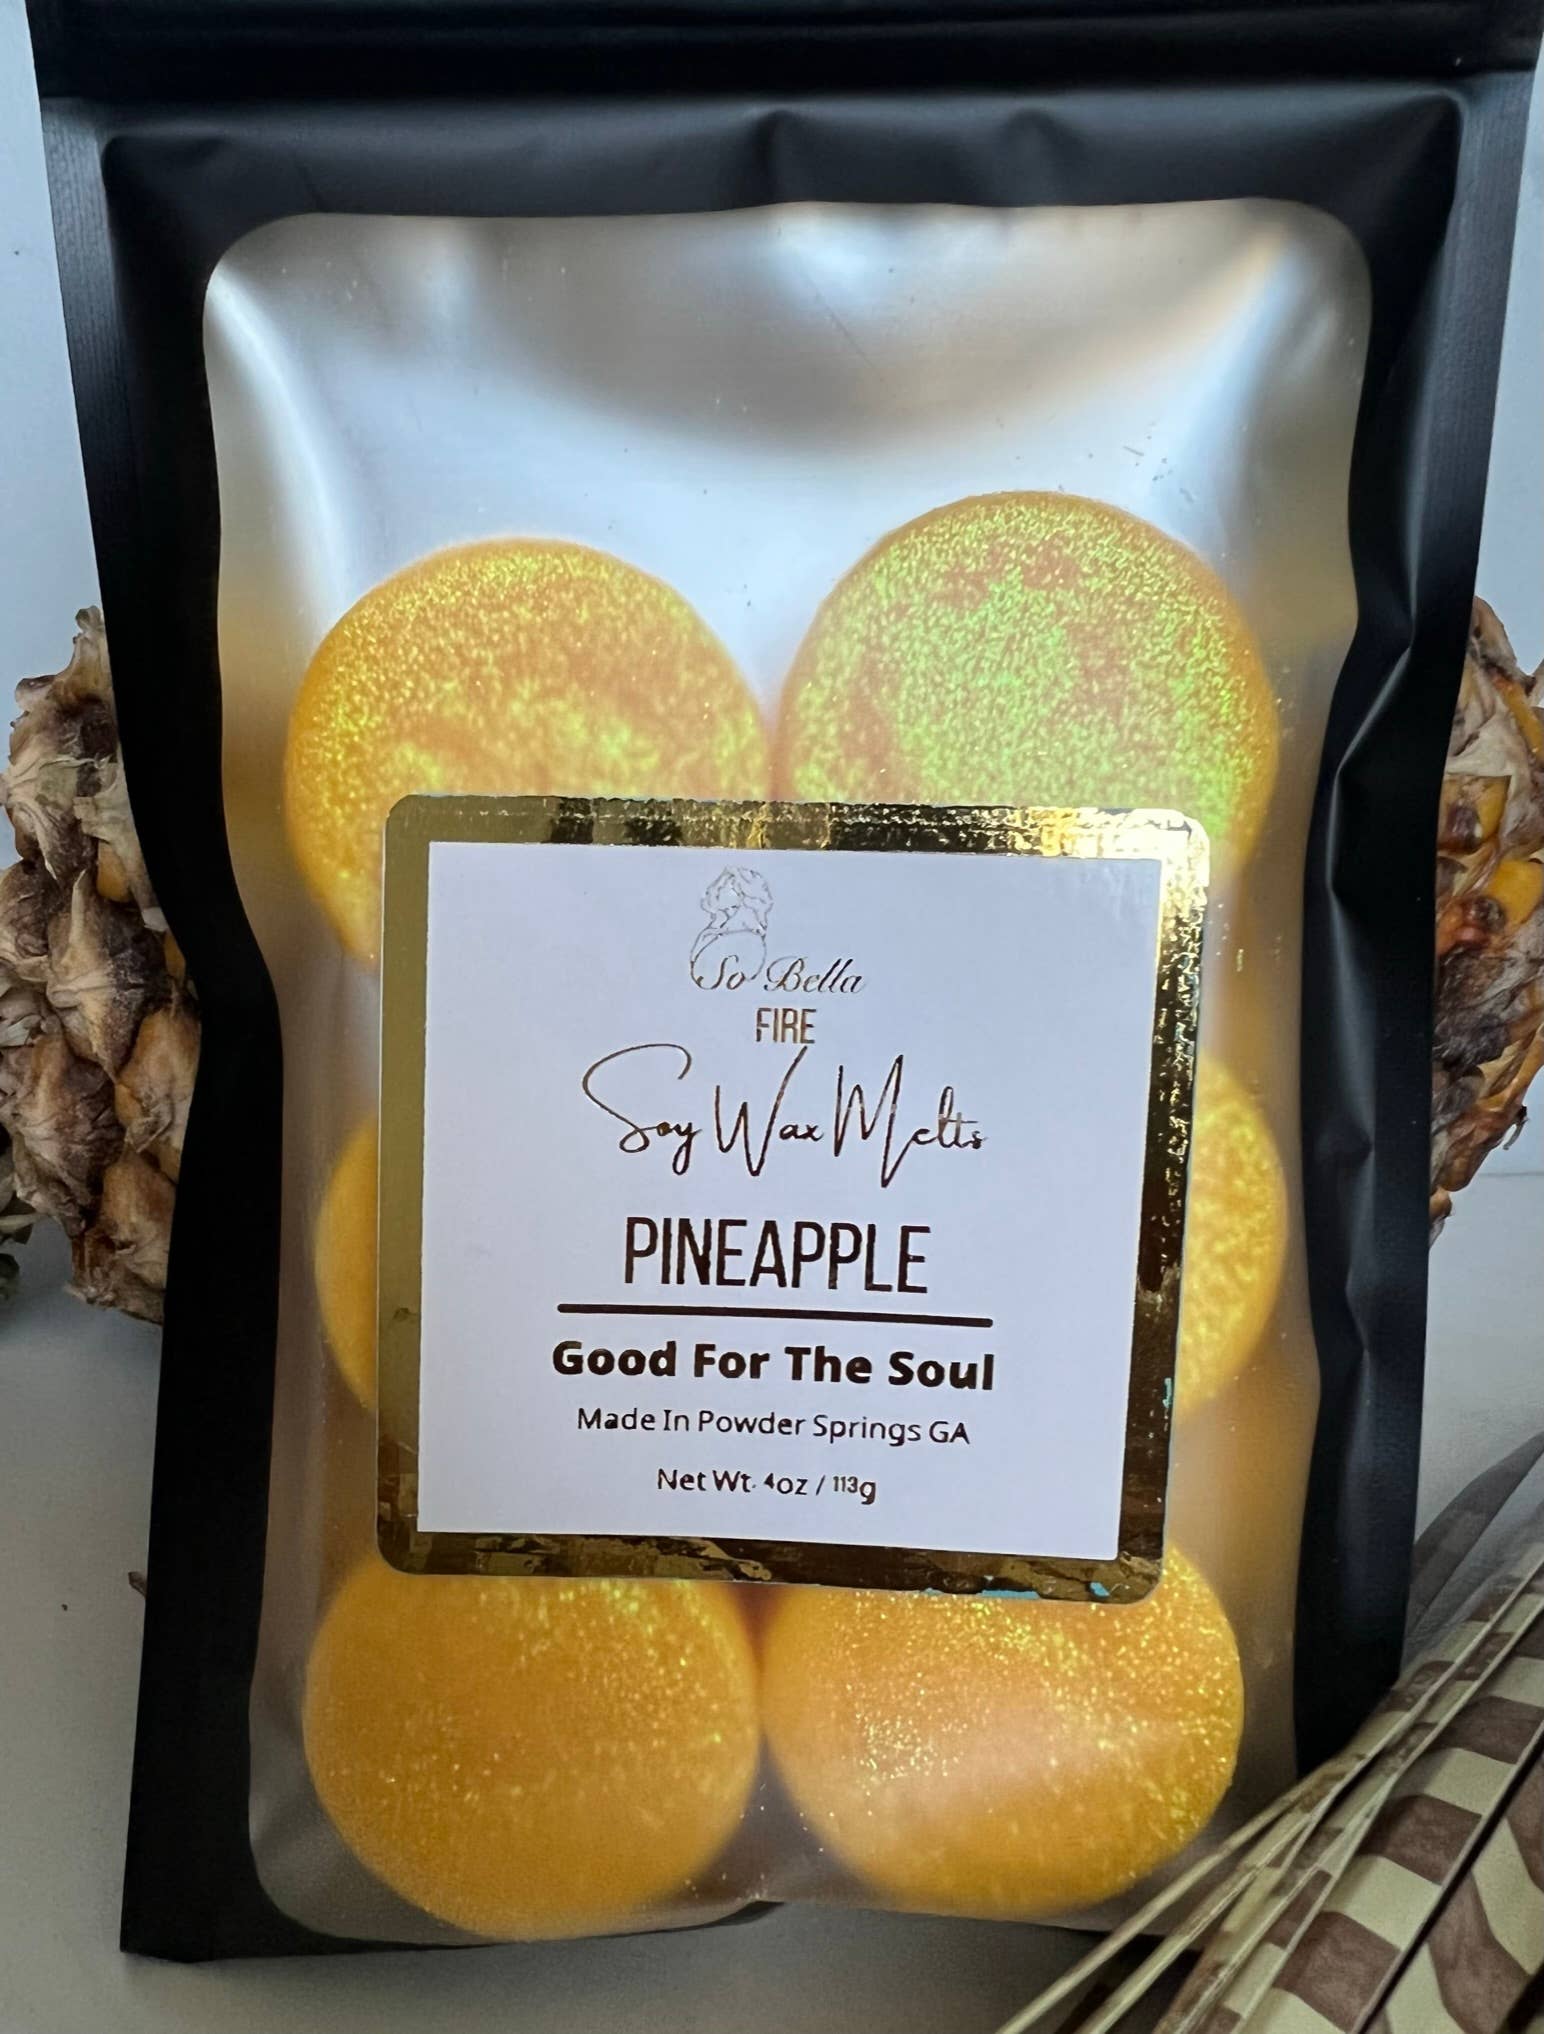 So Bella
FIRE
Soy Wax Melts
PINEAPPLE
Good For The Soul
Made In Powder Springs GA
Net Wt. 4oz / 113g